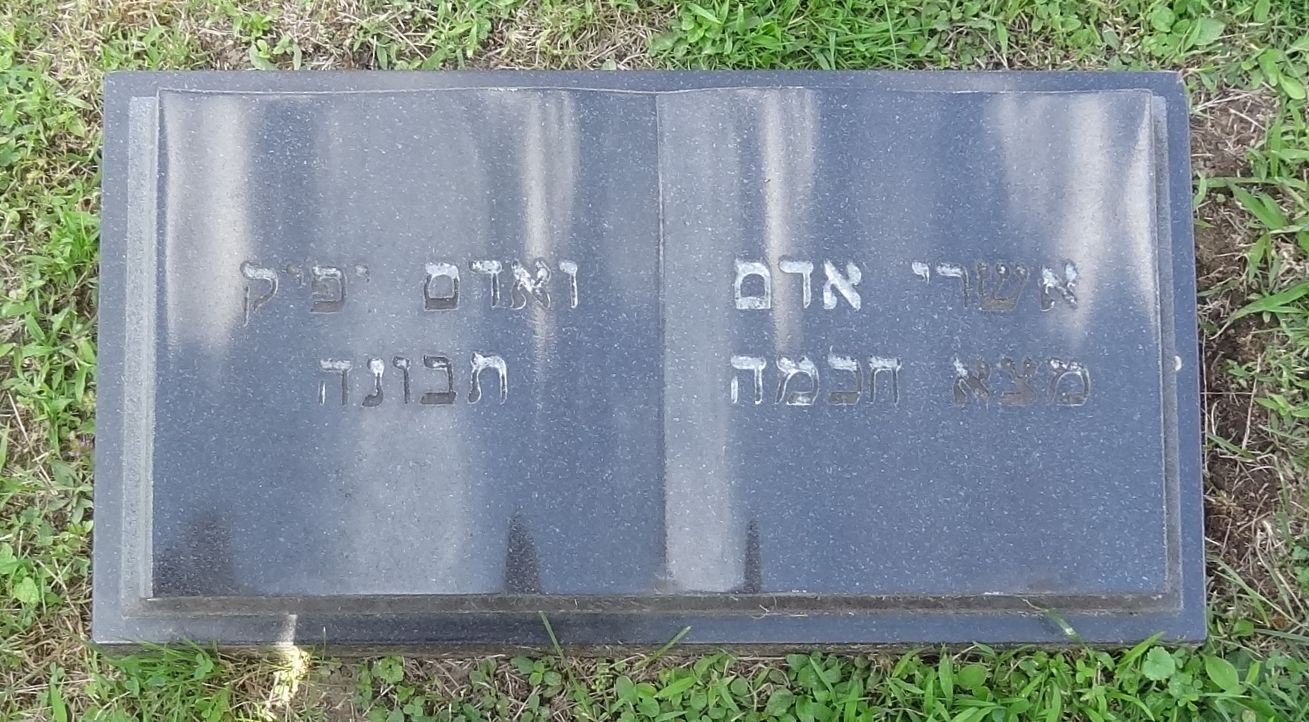 אשרי אדם
מצא חכמה
ואדם יפיק
תבונה